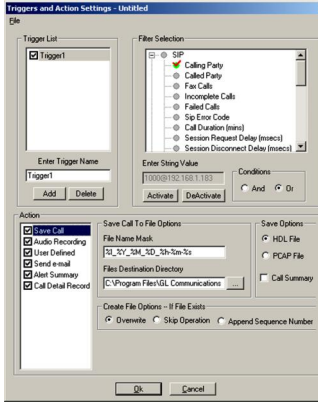 Triggers and Action Settings - Untitled
File
Trigger List
Trigger1
Enter Trigger Name
Trigger1
Add
Delete
Filter Selection
SIP
Calling Party
Called Party
Fax Calls
Incomplete Calls
Failed Calls
Sip Error Code
Call Duration (mins)
Session Request Delay (msecs)
Session Disconnect Delay (msecs)
Enter String Value
1000@192.168.1.183
Activate
DeActivate
Conditions
And
Or
Action
Save Call
Audio Recording
User Defined
Send e-mail
Alert Summary
Call Detail Record
Save Call To File Options
File Name Mask
%I_%Y_%M_%D_%h-%m-%s
Files Destination Directory
C:\Program Files\GL Communications
...
Save Options
HDL File
PCAP File
Call Summary
Create File Options -- If File Exists
Overwrite
Skip Operation
Append Sequence Number
Ok
Cancel